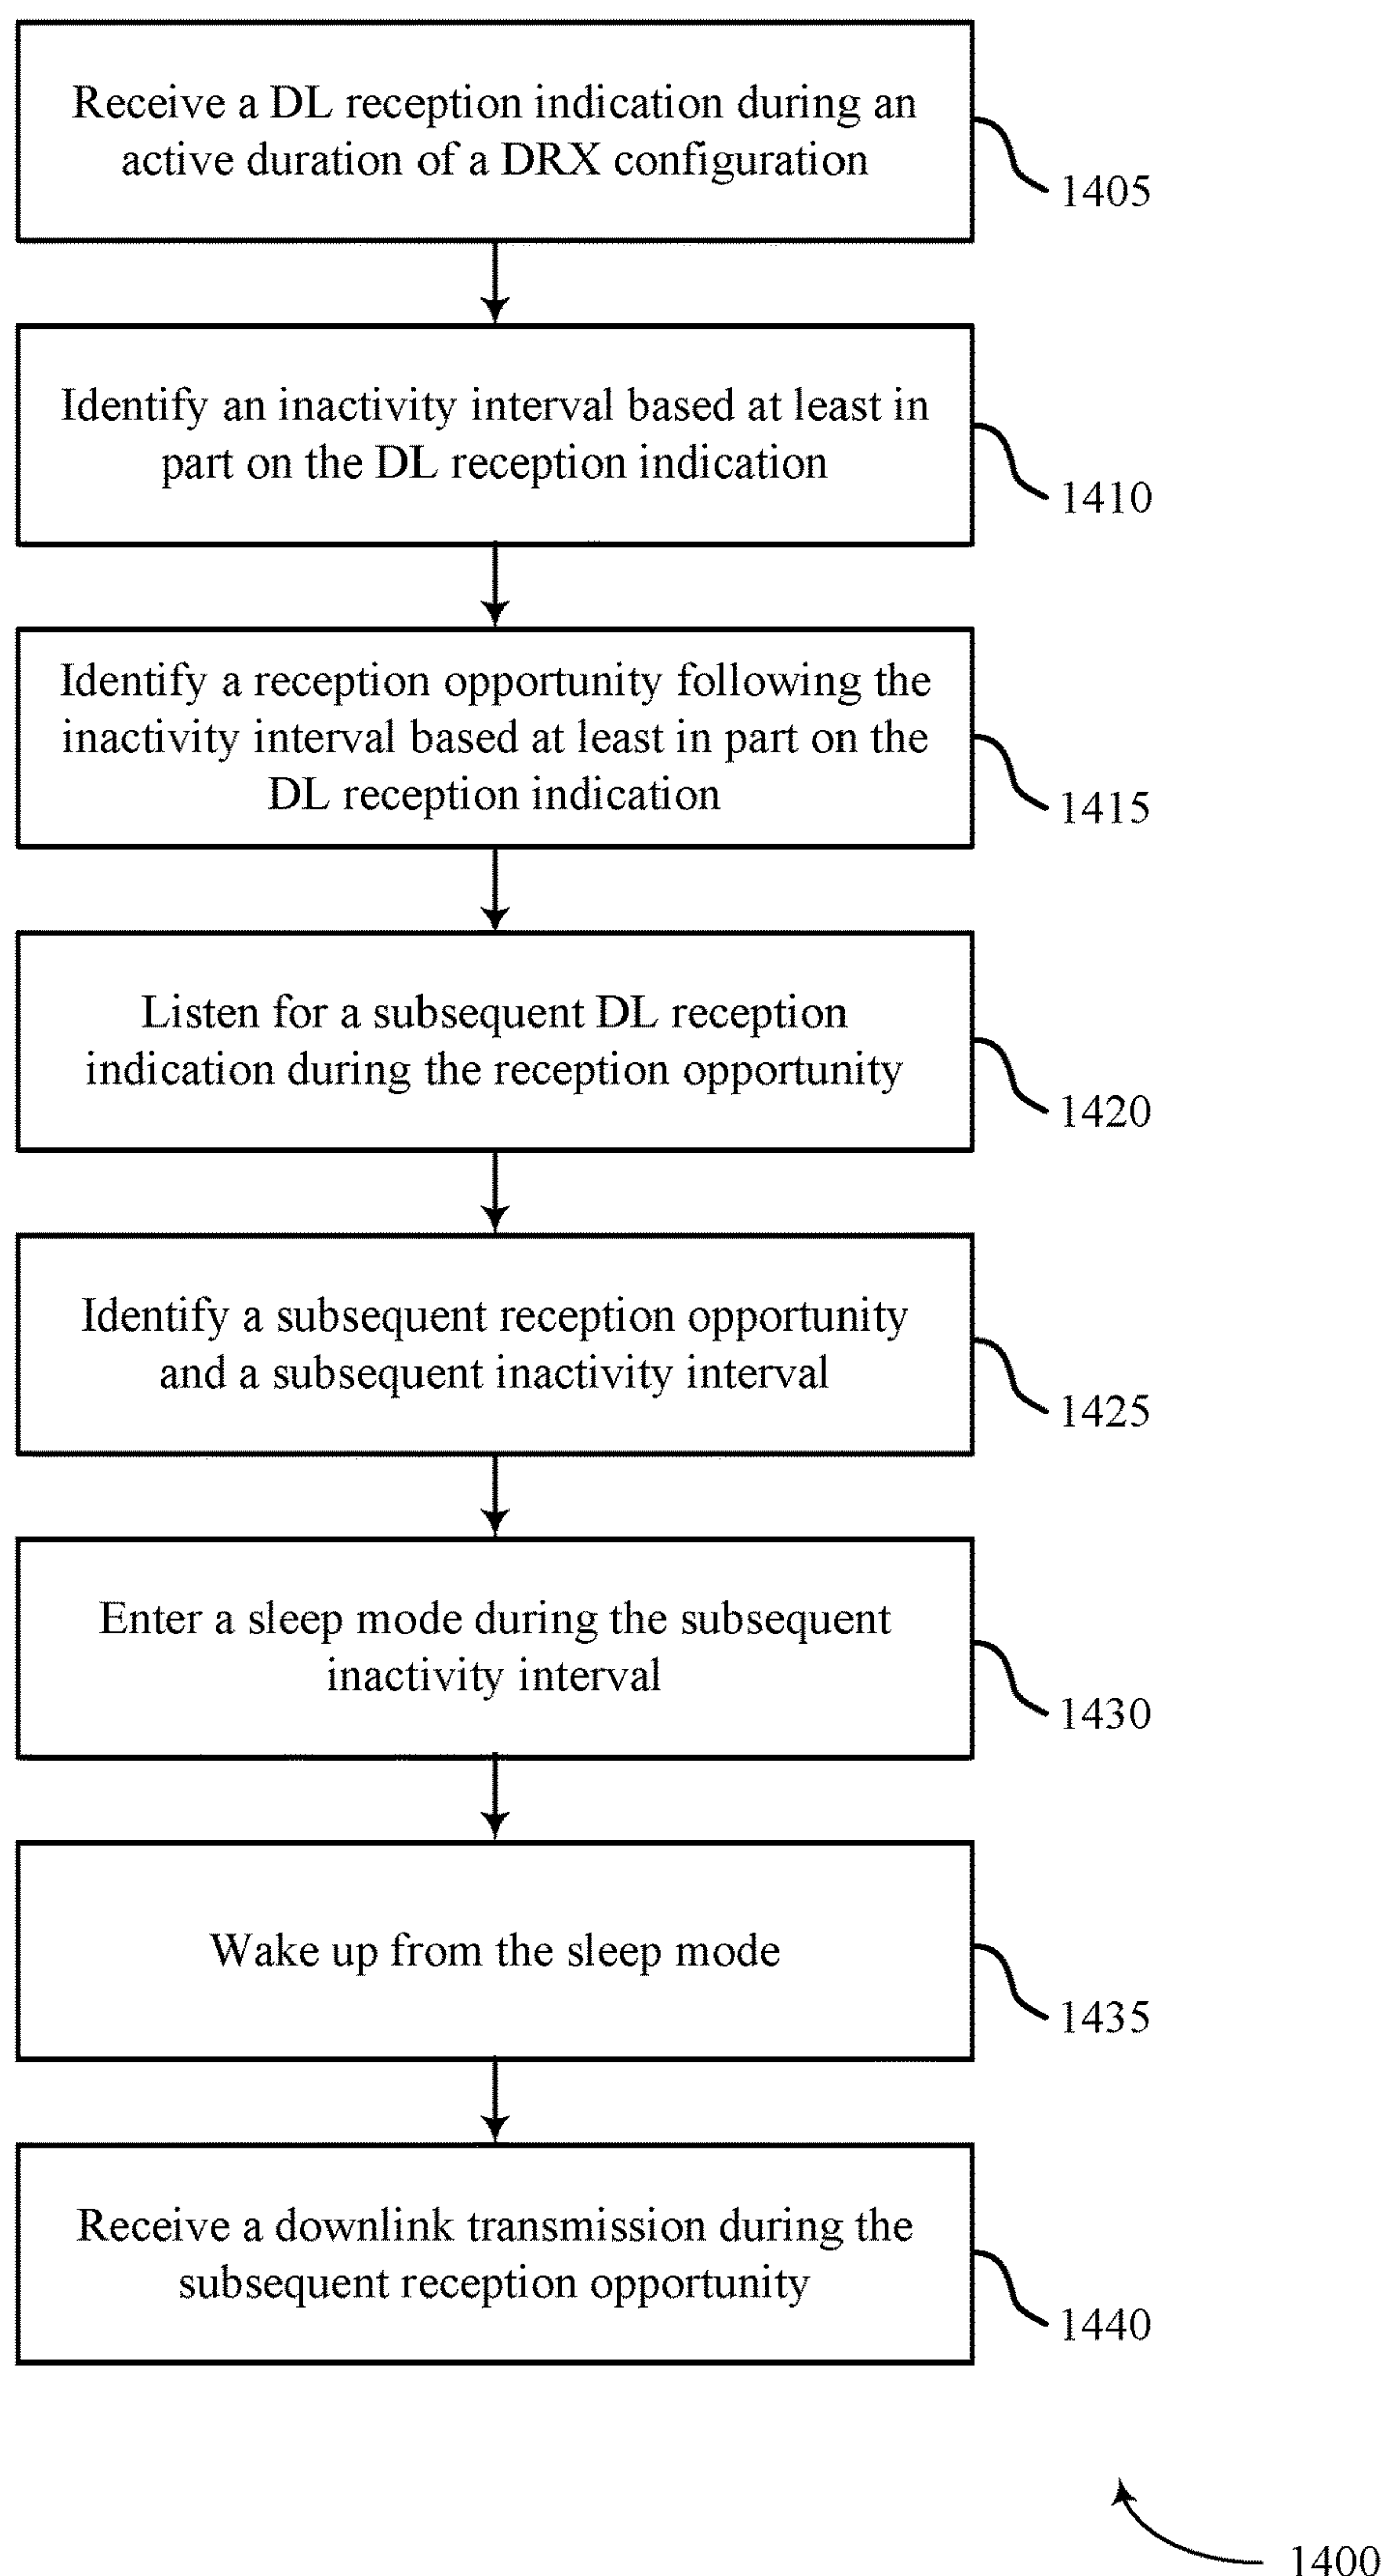 Receive a DL reception indication during an
active duration of a DRX configuration
1405
Identify an inactivity interval based at least in
part on the DL reception indication
1410
Identify a reception opportunity following the
inactivity interval based at least in part on the
DL reception indication
1415
Listen for a subsequent DL reception
indication during the reception opportunity
1420
Identify a subsequent reception opportunity
and a subsequent inactivity interval
1425
Enter a sleep mode during the subsequent
inactivity interval
1430
Wake up from the sleep mode
1435
Receive a downlink transmission during the
subsequent reception opportunity
1440
1400